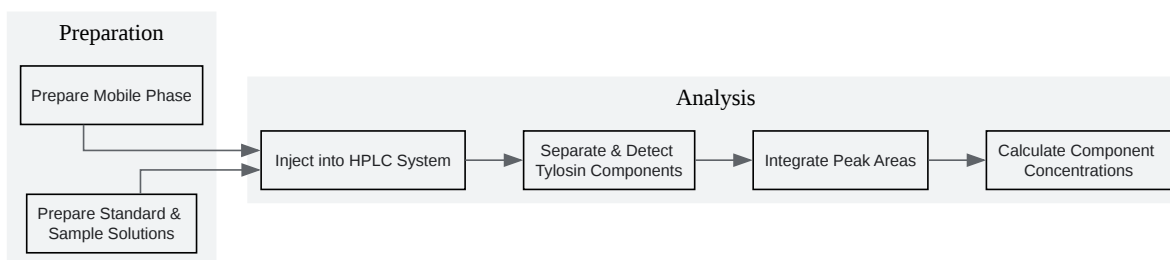 Preparation
Prepare Mobile Phase
Prepare Standard &
Sample Solutions
Analysis
Inject into HPLC System
Separate & Detect
Tylosin Components
Integrate Peak Areas
Calculate Component
Concentrations